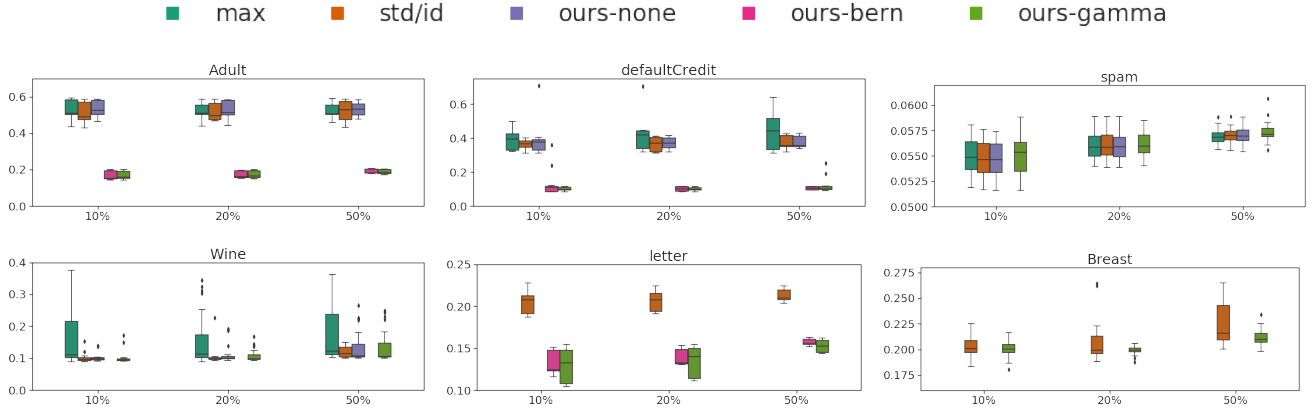 max std/id ours-none ours-bern ours-gamma
Adult
0.6
0.4
0.2
0.0
10% 20% 50%
defaultCredit
0.6
0.4
0.2
0.0
10% 20% 50%
spam
0.0600
0.0575
0.0550
0.0525
0.0500
10% 20% 50%
Wine
0.4
0.3
0.2
0.1
0.0
10% 20% 50%
letter
0.25
0.20
0.15
0.10
10% 20% 50%
Breast
0.275
0.250
0.225
0.200
0.175
10% 20% 50%